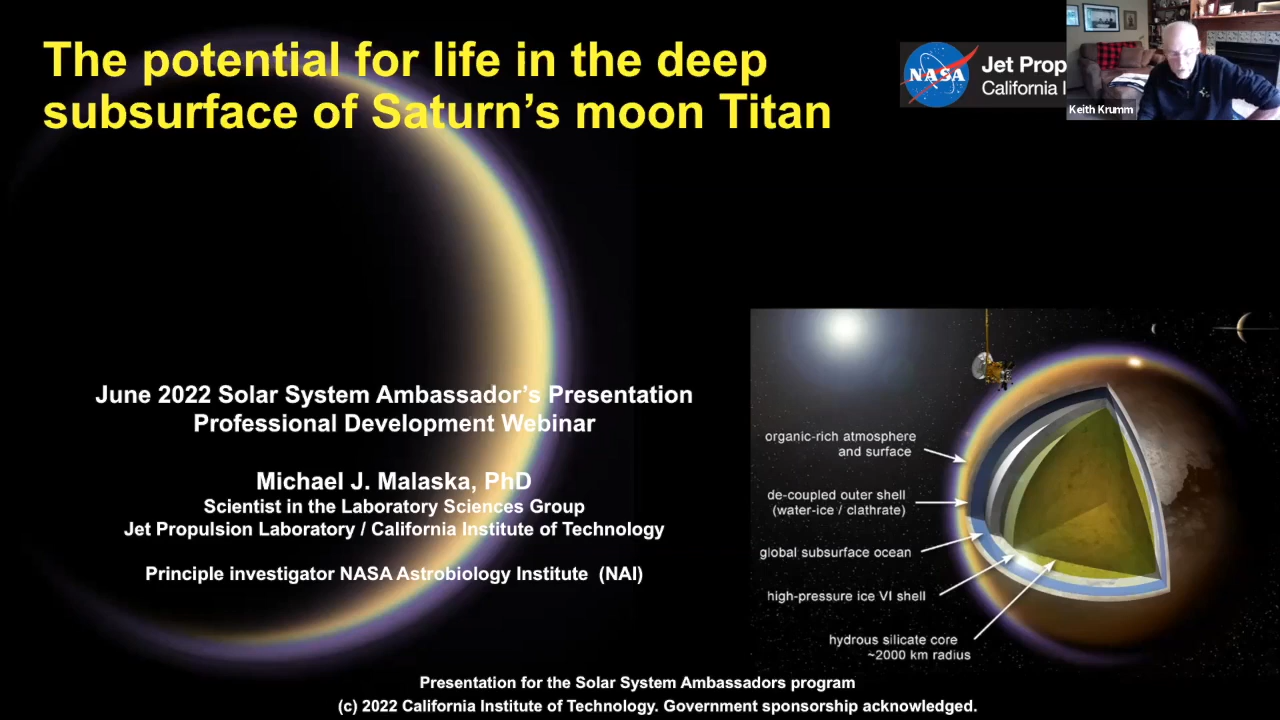 The potential for life in the deep
subsurface of Saturn's moon Titan
NASA
Jet Prop
California I
Keith Krumm
June 2022 Solar System Ambassador's Presentation
Professional Development Webinar
Michael J. Malaska, PhD
Scientist in the Laboratory Sciences Group
Jet Propulsion Laboratory / California Institute of Technology
Principle investigator NASA Astrobiology Institute (NAI)
organic-rich atmosphere
and surface
de-coupled outer shell
(water-ice / clathrate)
global subsurface ocean
high-pressure ice VI shell
hydrous silicate core
~2000 km radius
Presentation for the Solar System Ambassadors program
(c) 2022 California Institute of Technology. Government sponsorship acknowledged.